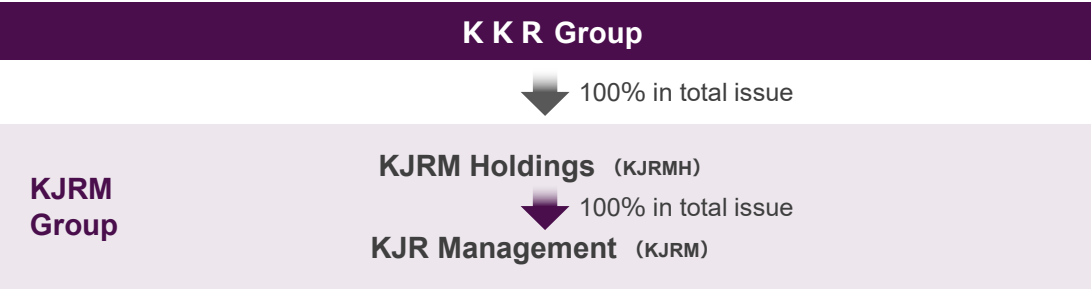 K K R Group
100% in total issue
KJRM Holdings （KJRMH）
KJRM
Group
100% in total issue
KJR Management （KJRM）